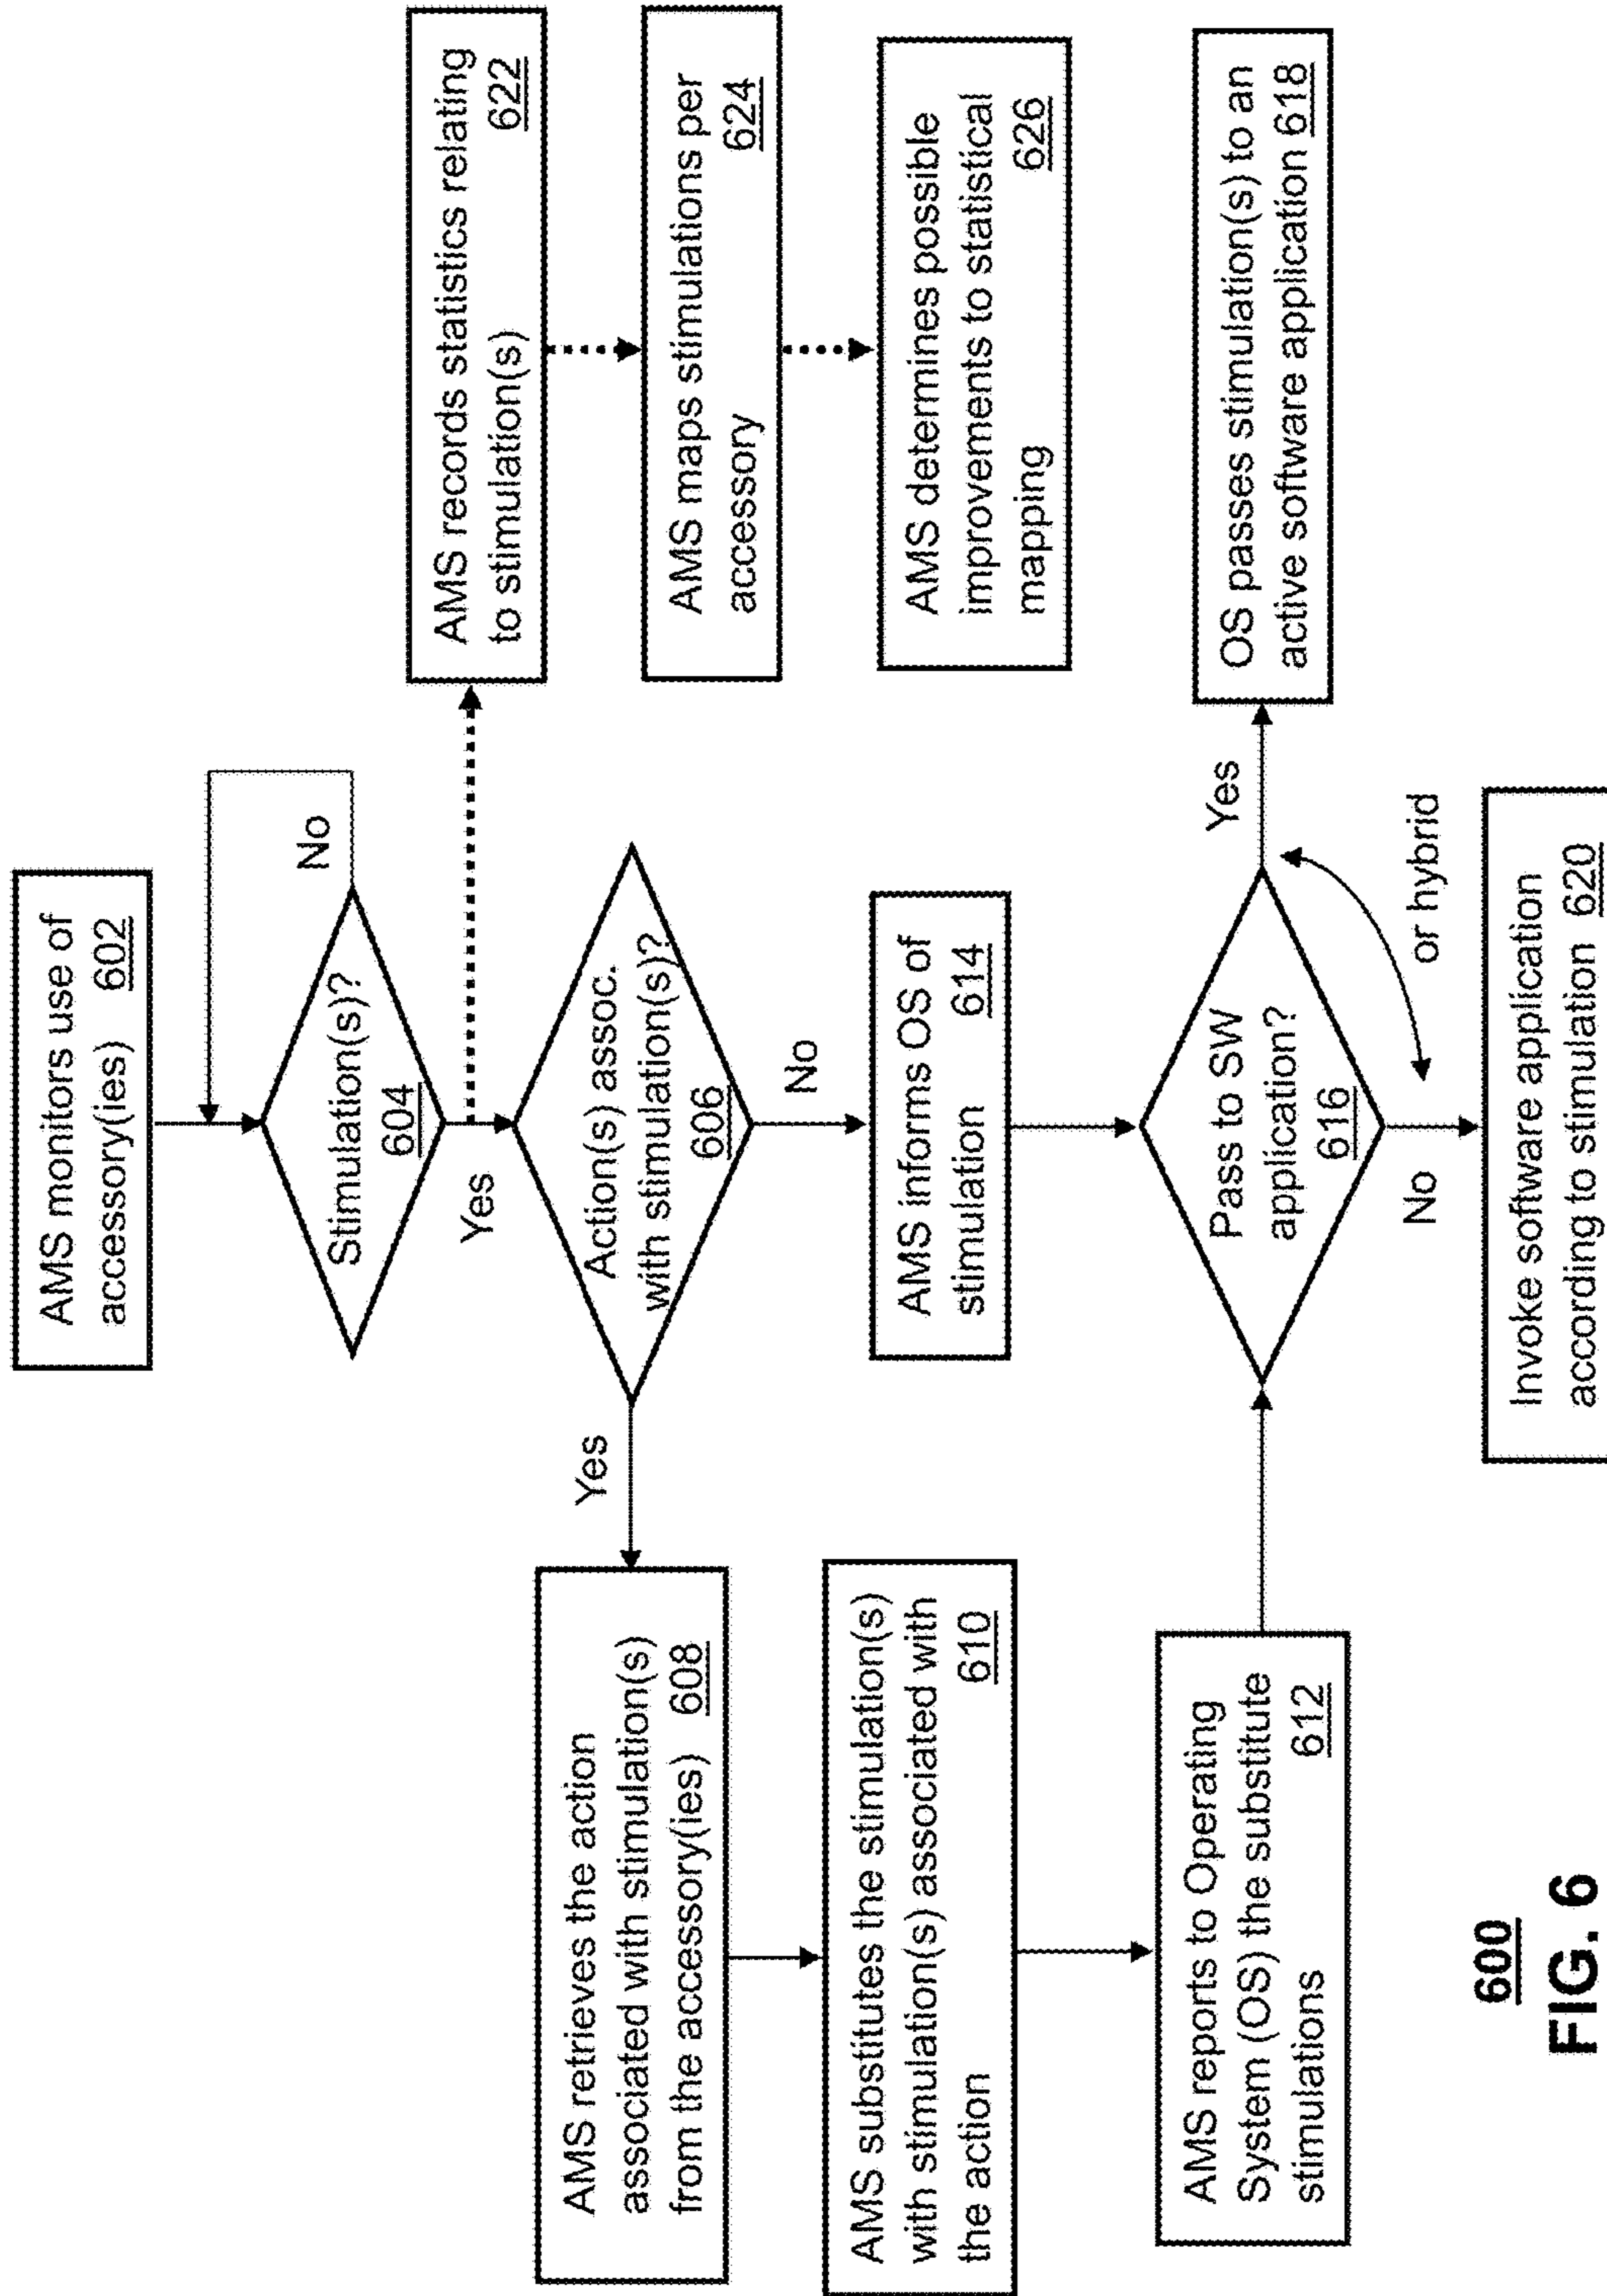 AMS monitors use of
accessory(ies) 602
No
Stimulation(s)?
604
Yes
AMS records statistics relating
to stimulation(s) 622
AMS maps stimulations per
accessory 624
AMS determines possible
improvements to statistical
mapping 626
Action(s) assoc.
with stimulation(s)?
606
Yes
No
AMS retrieves the action
associated with stimulation(s)
from the accessory(ies) 608
AMS substitutes the stimulation(s)
with stimulation(s) associated with
the action 610
AMS reports to Operating
System (OS) the substitute
stimulations 612
AMS informs OS of
stimulation 614
Pass to SW
application?
616
Yes
OS passes stimulation(s) to an
active software application 618
or hybrid
No
Invoke software application
according to stimulation 620
600
FIG. 6